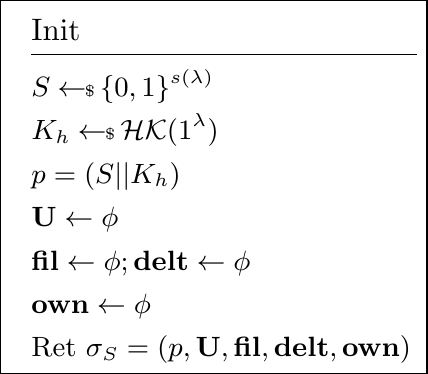 Init
S ←$ {0, 1}^{s(λ)}
K_h ←$ 𝓗𝓚(1^λ)
p = (S||K_h)
U ← ϕ
fil ← ϕ; delt ← ϕ
own ← ϕ
Ret σ_S = (p, U, fil, delt, own)